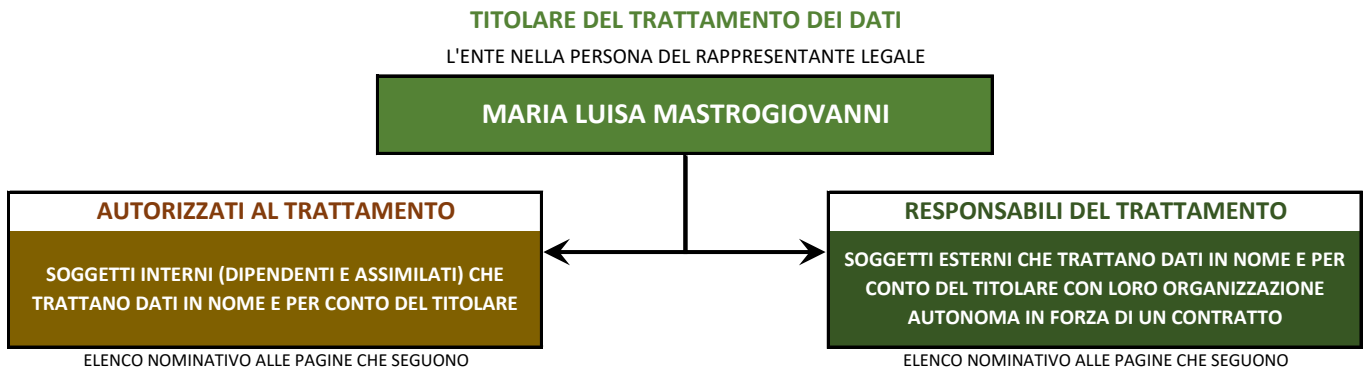 TITOLARE DEL TRATTAMENTO DEI DATI
L'ENTE NELLA PERSONA DEL RAPPRESENTANTE LEGALE
MARIA LUISA MASTROGIOVANNI
AUTORIZZATI AL TRATTAMENTO
SOGGETTI INTERNI (DIPENDENTI E ASSIMILATI) CHE
TRATTANO DATI IN NOME E PER CONTO DEL TITOLARE
ELENCO NOMINATIVO ALLE PAGINE CHE SEGUONO
RESPONSABILI DEL TRATTAMENTO
SOGGETTI ESTERNI CHE TRATTANO DATI IN NOME E PER
CONTO DEL TITOLARE CON LORO ORGANIZZAZIONE
AUTONOMA IN FORZA DI UN CONTRATTO
ELENCO NOMINATIVO ALLE PAGINE CHE SEGUONO